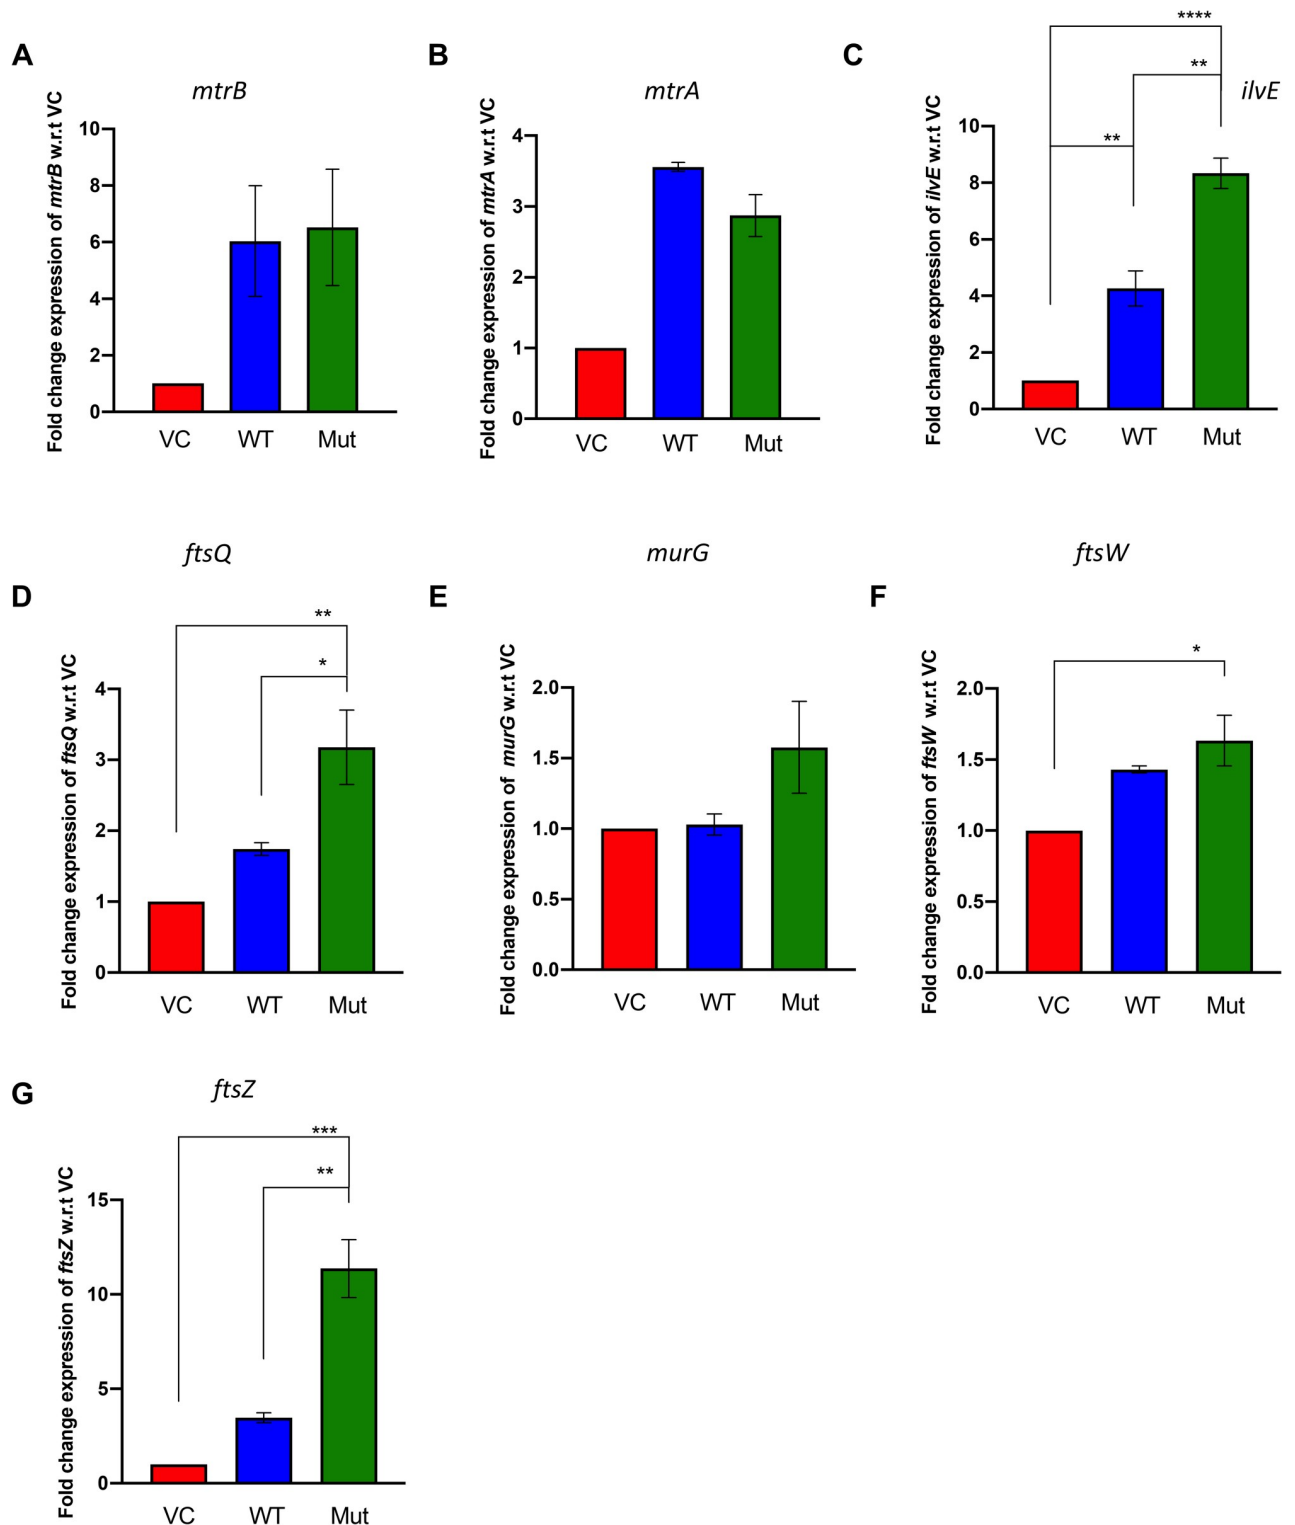 A
mtrB
Fold change expression of mtrB w.r.t VC
10
8
6
4
2
0
VC WT Mut
B
mtrA
Fold change expression of mtrA w.r.t VC
4
3
2
1
0
VC WT Mut
C
ilvE
****
**
**
Fold change expression of ilvE w.r.t VC
10
8
6
4
2
0
VC WT Mut
D
ftsQ
**
*
Fold change expression of ftsQ w.r.t VC
4
3
2
1
0
VC WT Mut
E
murG
Fold change expression of murG w.r.t VC
2.0
1.5
1.0
0.5
0.0
VC WT Mut
F
ftsW
*
Fold change expression of ftsW w.r.t VC
2.0
1.5
1.0
0.5
0.0
VC WT Mut
G
ftsZ
***
**
Fold change expression of ftsZ w.r.t VC
15
10
5
0
VC WT Mut